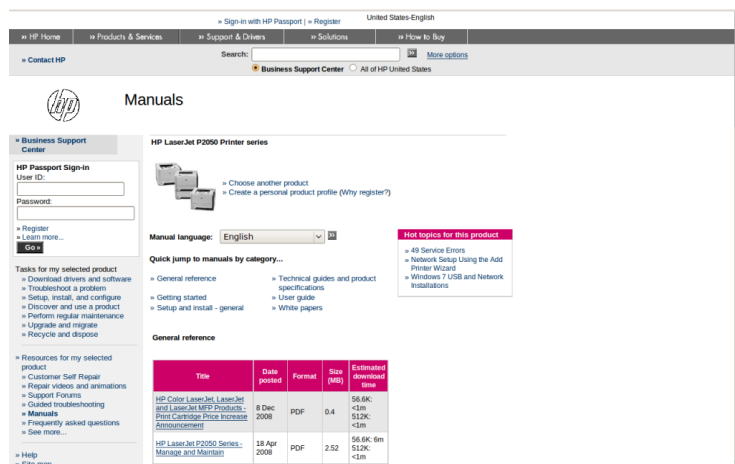 » Sign-in with HP Passport | » Register
United States-English
» HP Home
» Products & Services
» Support & Drivers
» Solutions
» How to Buy
» Contact HP
Search:
» More options
Business Support Center All of HP United States
hp
Manuals
» Business Support
Center
HP Passport Sign-in
User ID:
Password:
» Register
» Learn more...
Go »
Tasks for my selected product
» Download drivers and software
» Troubleshoot a problem
» Setup, install, and configure
» Discover and use a product
» Perform regular maintenance
» Upgrade and migrate
» Recycle and dispose
» Resources for my selected
product
» Customer Self Repair
» Repair videos and animations
» Support Forums
» Guided troubleshooting
» Manuals
» Frequently asked questions
» See more...
» Help
» Site map
HP LaserJet P2050 Printer series
» Choose another product
» Create a personal product profile (Why register?)
Manual language: English »
Quick jump to manuals by category...
» General reference
» Getting started
» Setup and install - general
» Technical guides and product
specifications
» User guide
» White papers
Hot topics for this product
» 49 Service Errors
» Network Setup Using the Add
Printer Wizard
» Windows 7 USB and Network
Installations
General reference
Title
Date
posted
Format
Size
(MB)
Estimated
download
time
HP Color LaserJet, LaserJet
and LaserJet MFP Products -
Print Cartridge Price Increase
Announcement
8 Dec
2008
PDF
0.4
56.6K:
<1m
512K:
<1m
HP LaserJet P2050 Series -
Manage and Maintain
18 Apr
2008
PDF
2.52
56.6K: 6m
512K:
<1m